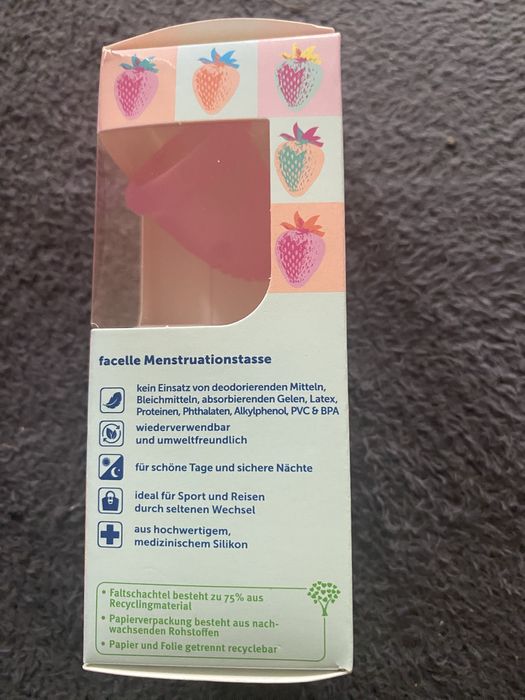 facelle Menstruationstasse
kein Einsatz von deodorierenden Mitteln,
Bleichmitteln, absorbierenden Gelen, Latex,
Proteinen, Phthalaten, Alkylphenol, PVC & BPA
wiederverwendbar
und umweltfreundlich
für schöne Tage und sichere Nächte
ideal für Sport und Reisen
durch seltenen Wechsel
aus hochwertigem,
medizinischem Silikon
• Faltschachtel besteht zu 75% aus
Recyclingmaterial
• Papierverpackung besteht aus nach-
wachsenden Rohstoffen
• Papier und Folie getrennt recyclebar